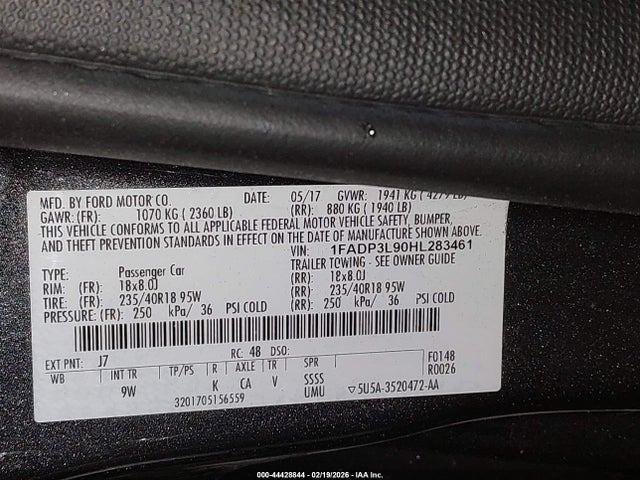 MFD. BY FORD MOTOR CO. DATE: 05/17 GVWR: 1941 KG ( 4279 LB)
GAWR: (FR): 1070 KG ( 2360 LB) (RR): 880 KG ( 1940 LB)
THIS VEHICLE CONFORMS TO ALL APPLICABLE FEDERAL MOTOR VEHICLE SAFETY, BUMPER,
AND THEFT PREVENTION STANDARDS IN EFFECT ON THE DATE OF MANUFACTURE SHOWN ABOVE.
VIN: 1FADP3L90HL283461
TYPE: Passenger Car TRAILER TOWING - SEE OWNER GUIDE
RIM: (FR): 18x8.0J (RR): 18x8.0J
TIRE: (FR): 235/40R18 95W (RR): 235/40R18 95W
PRESSURE: (FR): 250 kPa/ 36 PSI COLD (RR): 250 kPa/ 36 PSI COLD
EXT PNT: J7 RC: 48 DSO: F0148
WB INT TR TP/PS R AXLE TR SPR R0026
9W K CA V SSSS
UMU ▽5U5A-3520472-AA
3201705156559
000-44428844 - 02/19/2026 - IAA Inc.